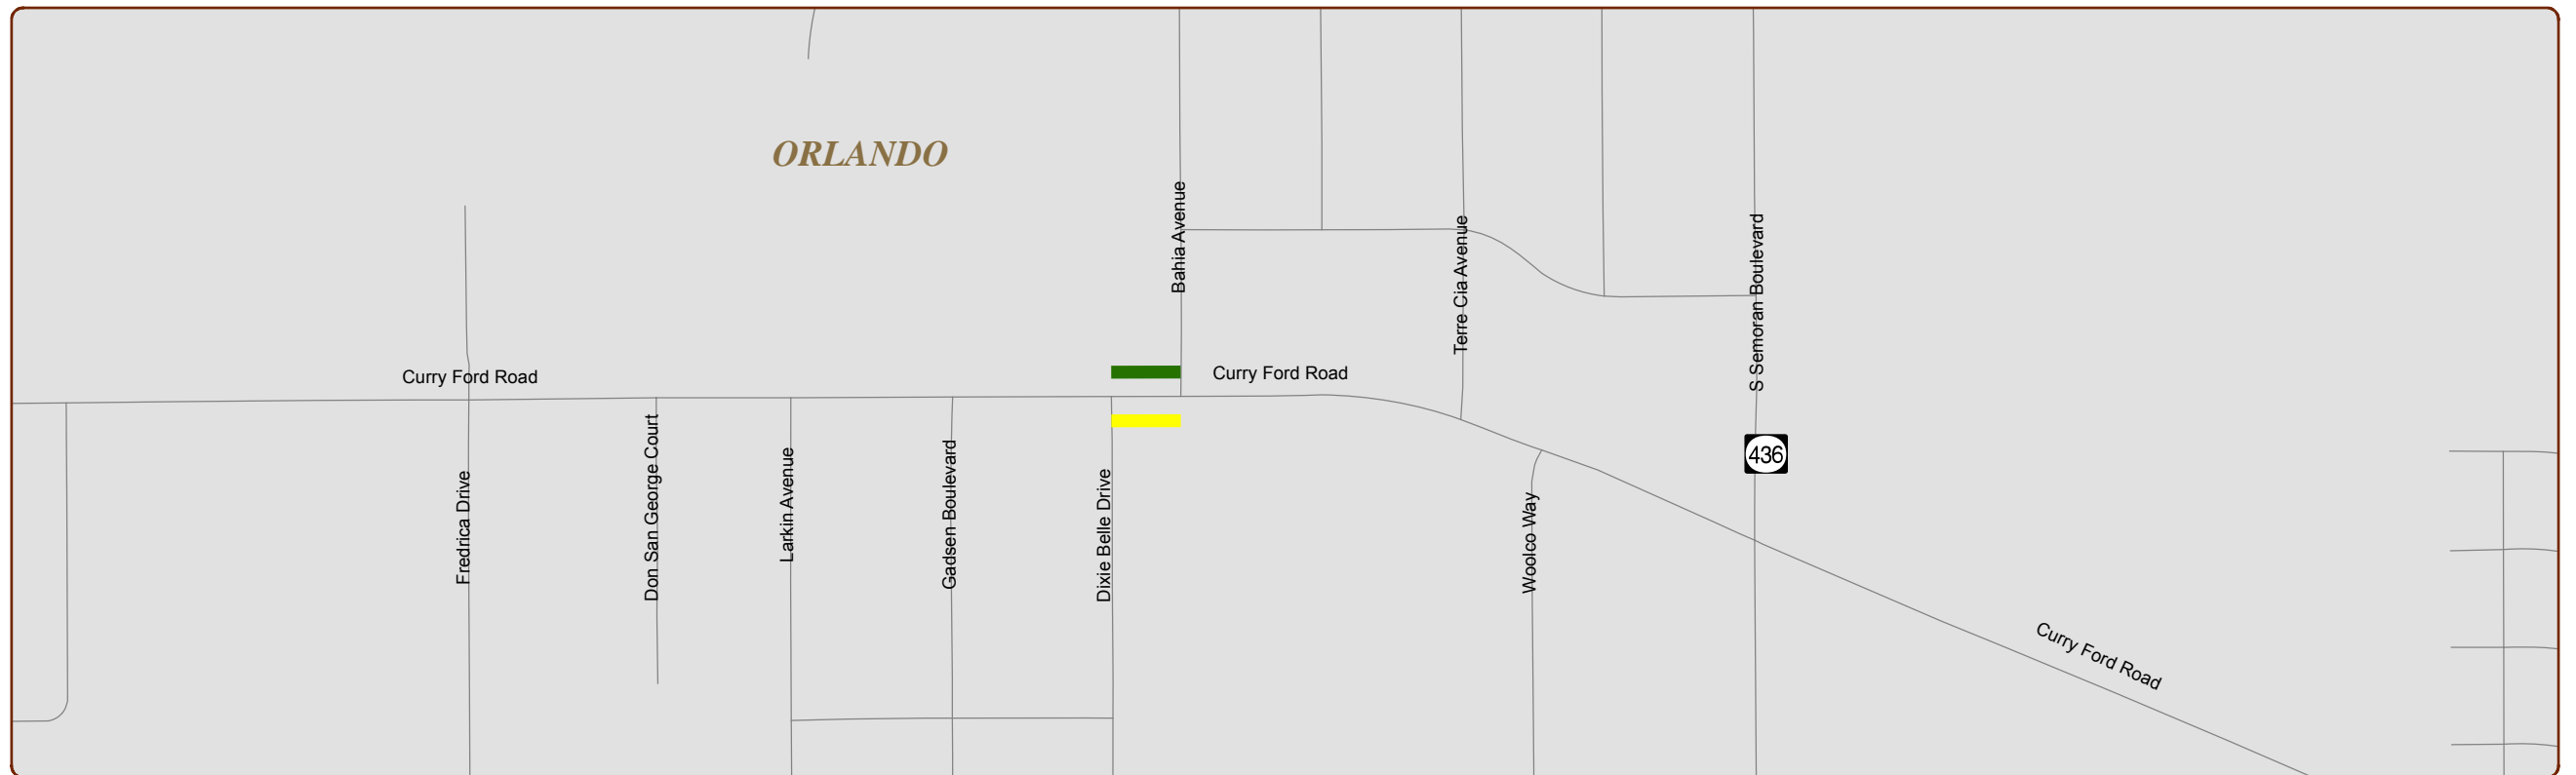 ORLANDO
Bahia Avenue
Terre Cia Avenue
S Semoran Boulevard
Curry Ford Road
Curry Ford Road
436
Fredrica Drive
Don San George Court
Larkin Avenue
Gadsen Boulevard
Dixie Belle Drive
Woolco Way
Curry Ford Road